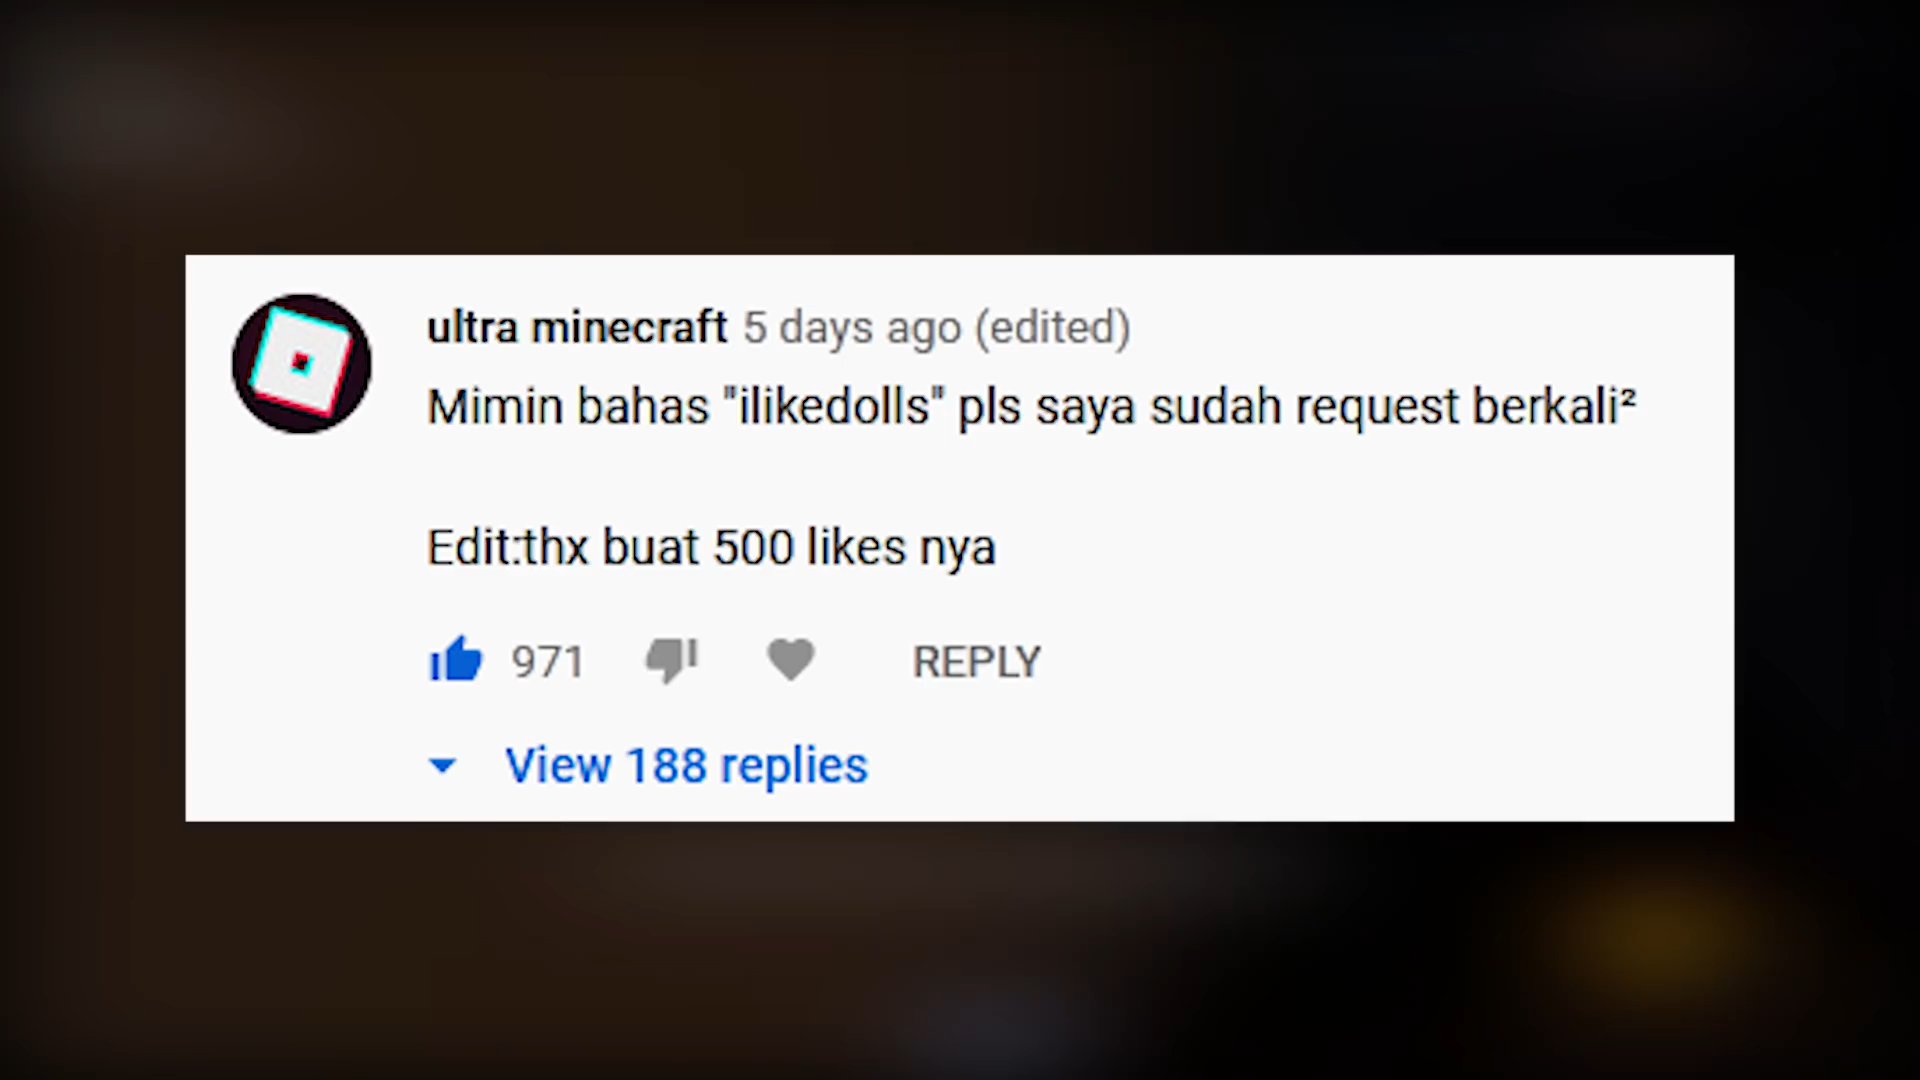 ultra minecraft 5 days ago (edited)
Mimin bahas "ilikedolls" pls saya sudah request berkali²
Edit:thx buat 500 likes nya
971 REPLY
View 188 replies